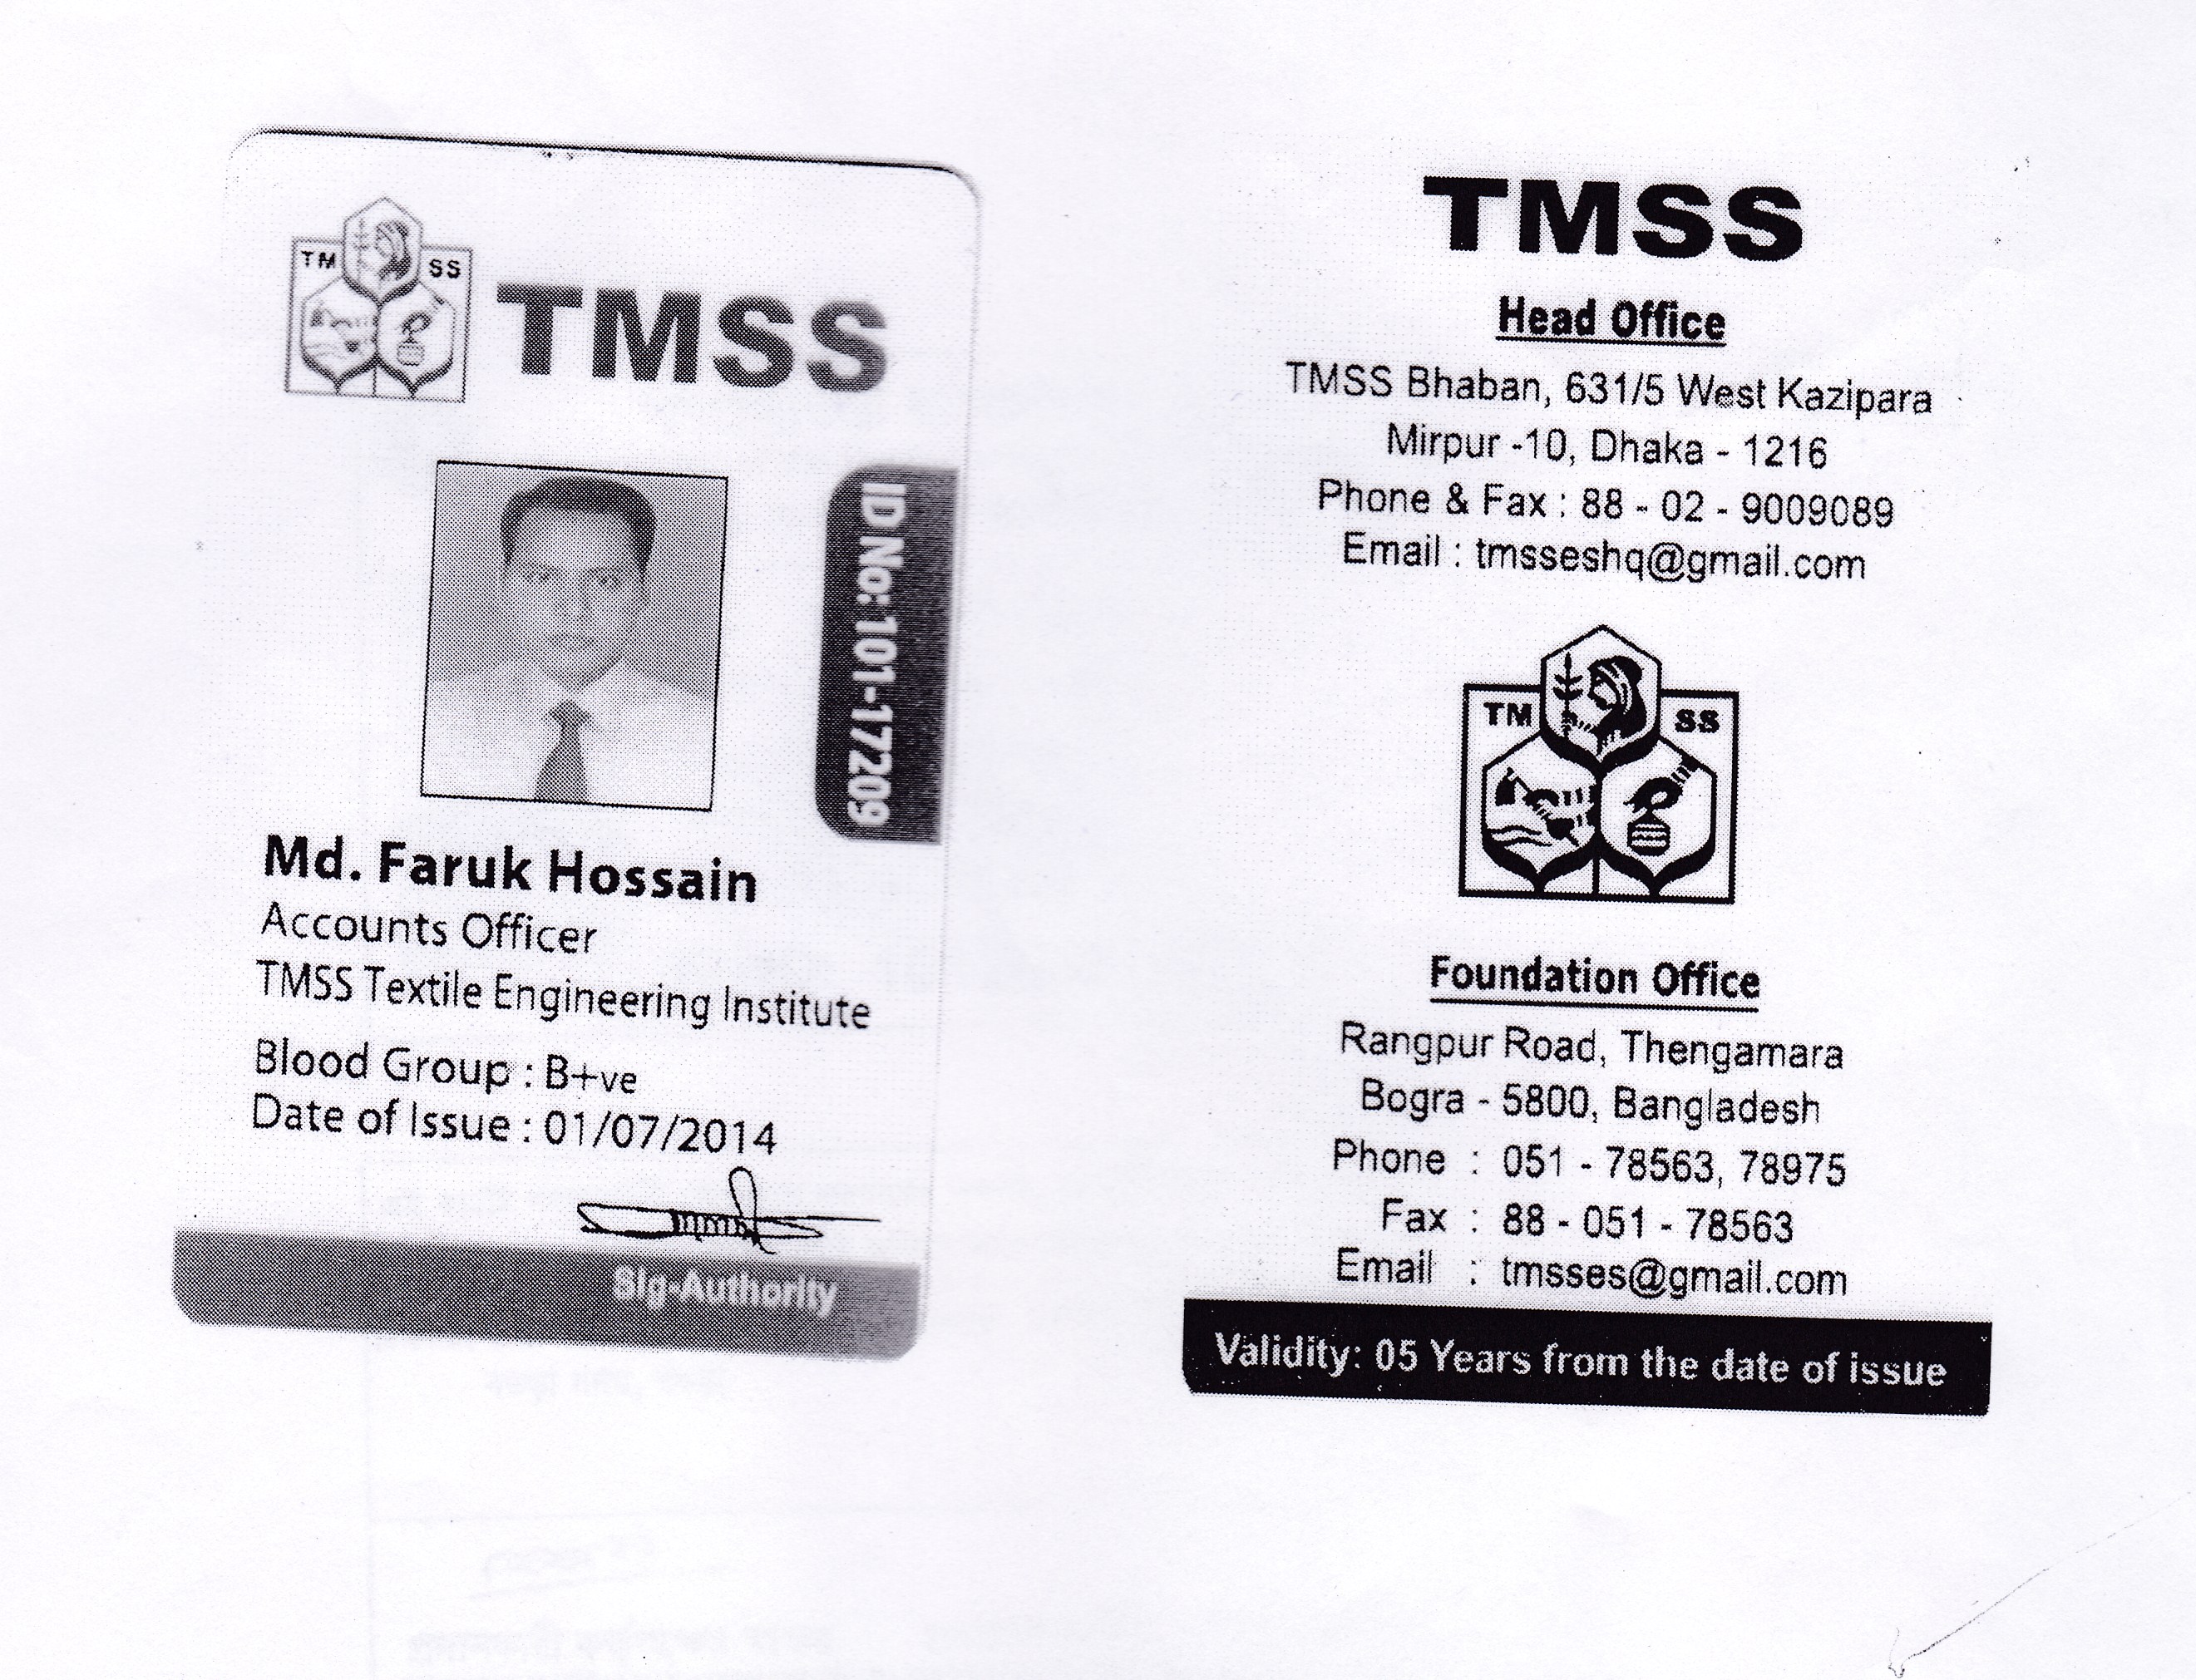 TM SS
TMSS
ID No: 101-17209
Md. Faruk Hossain
Accounts Officer
TMSS Textile Engineering Institute
Blood Group : B+ve
Date of Issue : 01/07/2014
Sig-Authority
TMSS
Head Office
TMSS Bhaban, 631/5 West Kazipara
Mirpur -10, Dhaka - 1216
Phone & Fax : 88 - 02 - 9009089
Email : tmsseshq@gmail.com
TM SS
Foundation Office
Rangpur Road, Thengamara
Bogra - 5800, Bangladesh
Phone : 051 - 78563, 78975
Fax : 88 - 051 - 78563
Email : tmsses@gmail.com
Validity: 05 Years from the date of issue